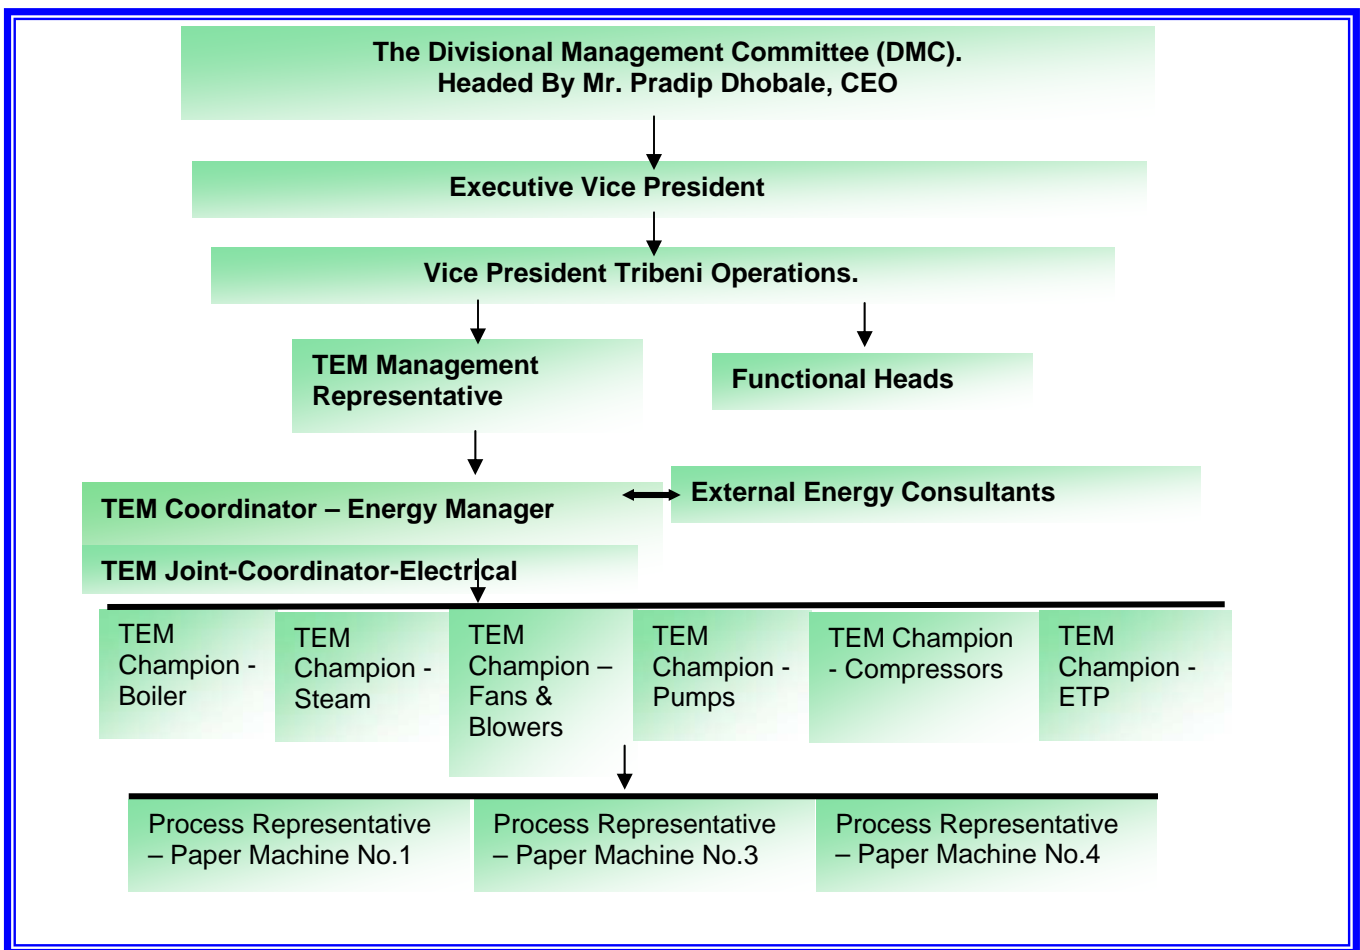 The Divisional Management Committee (DMC).
Headed By Mr. Pradip Dhobale, CEO
Executive Vice President
Vice President Tribeni Operations.
TEM Management
Representative
Functional Heads
TEM Coordinator – Energy Manager
External Energy Consultants
TEM Joint-Coordinator-Electrical
TEM
Champion -
Boiler
TEM
Champion -
Steam
TEM
Champion –
Fans &
Blowers
TEM
Champion -
Pumps
TEM Champion
- Compressors
TEM
Champion -
ETP
Process Representative
– Paper Machine No.1
Process Representative
– Paper Machine No.3
Process Representative
– Paper Machine No.4